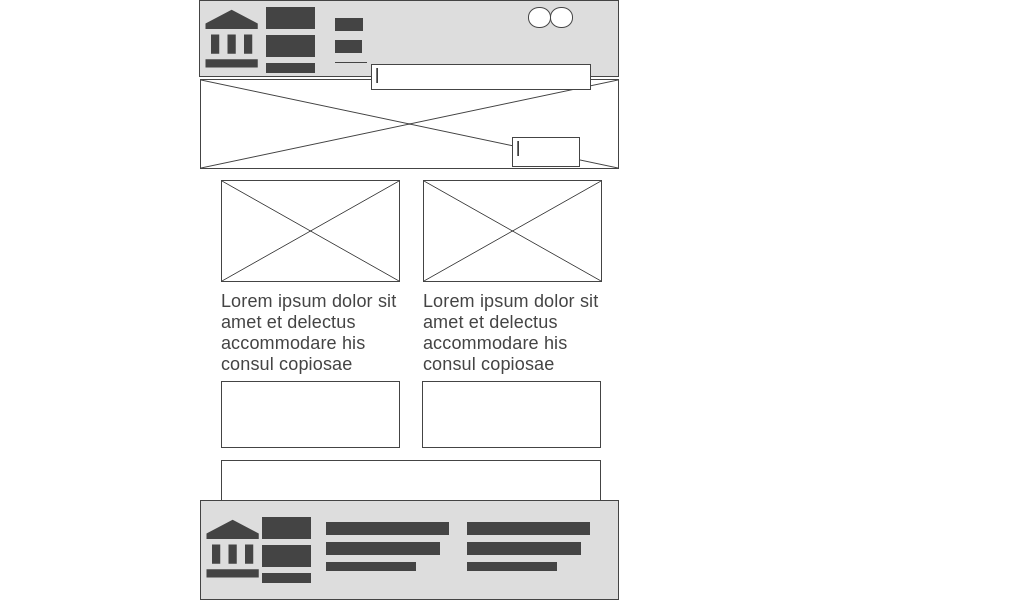 Lorem ipsum dolor sit
amet et delectus
accommodare his
consul copiosae
Lorem ipsum dolor sit
amet et delectus
accommodare his
consul copiosae